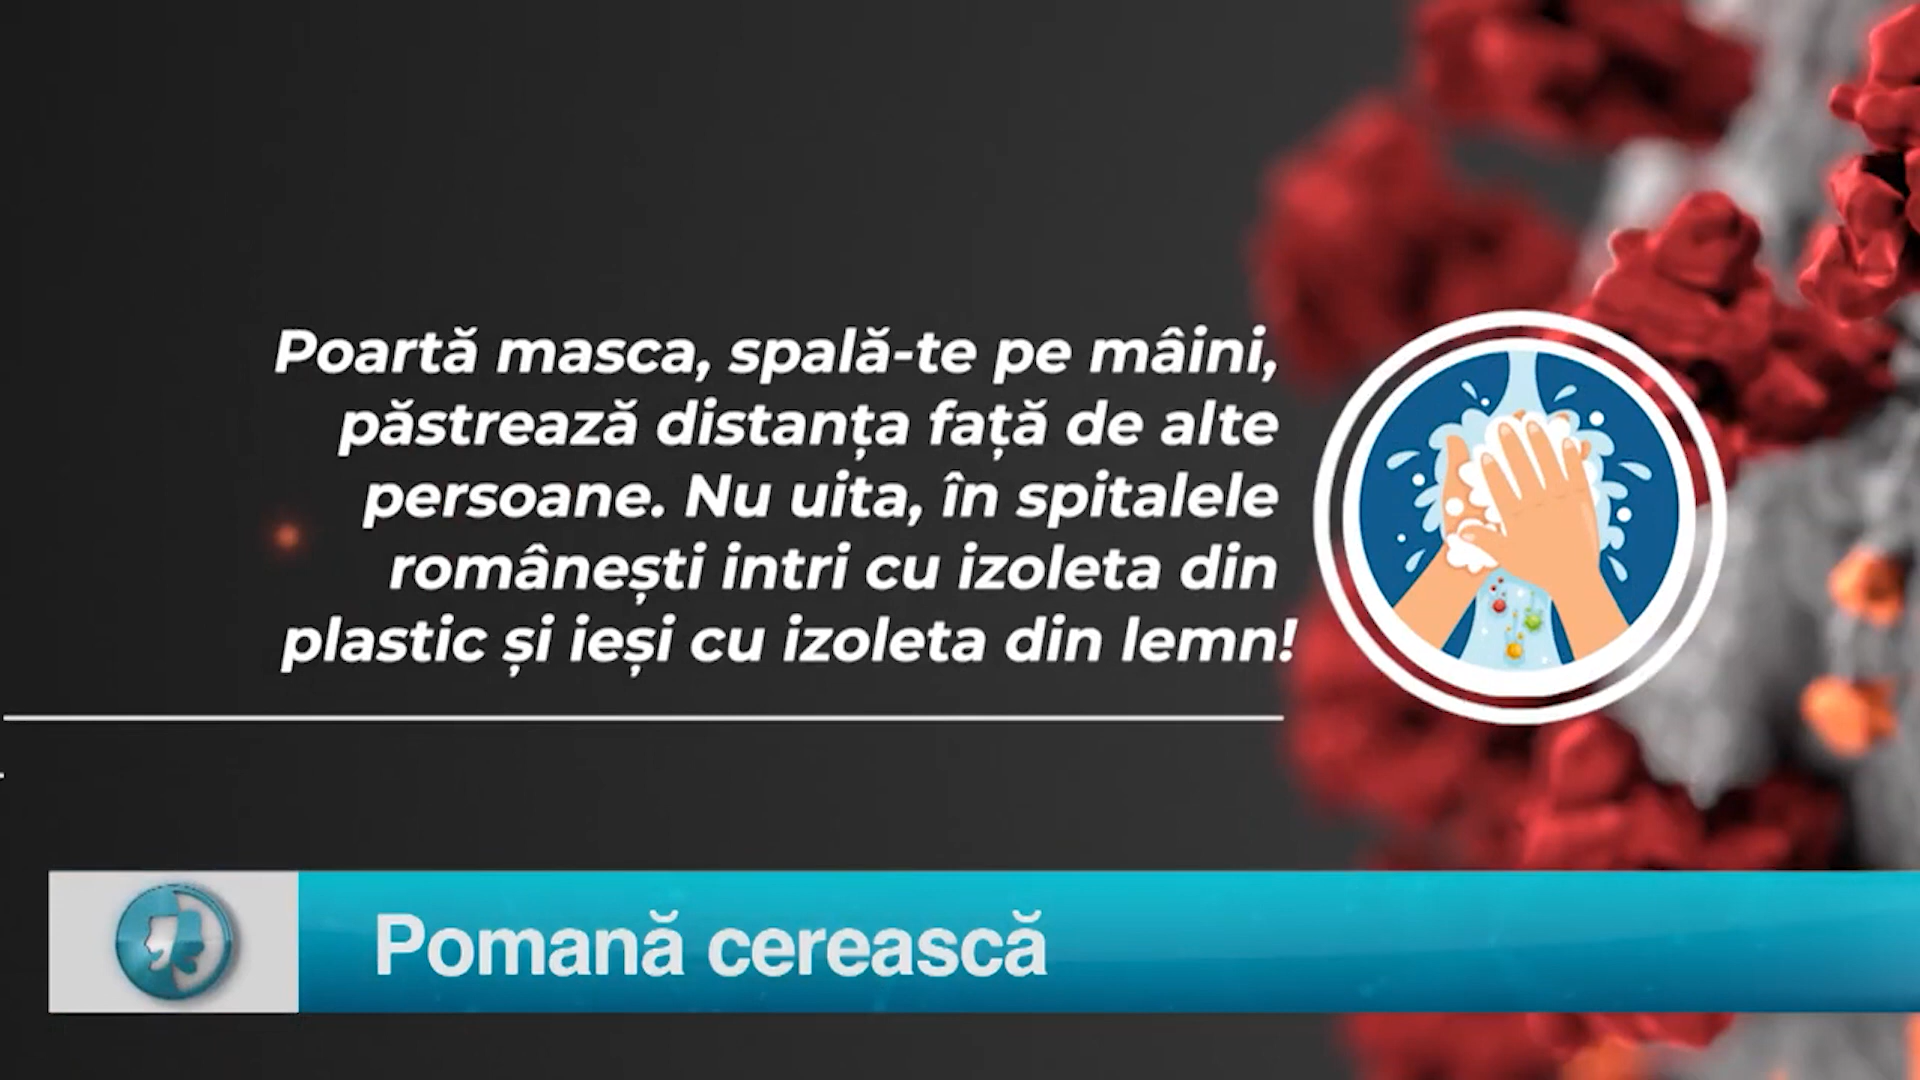 Poartă masca, spală-te pe mâini,
păstrează distanța față de alte
persoane. Nu uita, în spitalele
românești intri cu izoleta din
plastic și ieși cu izoleta din lemn!
Pomană cerească